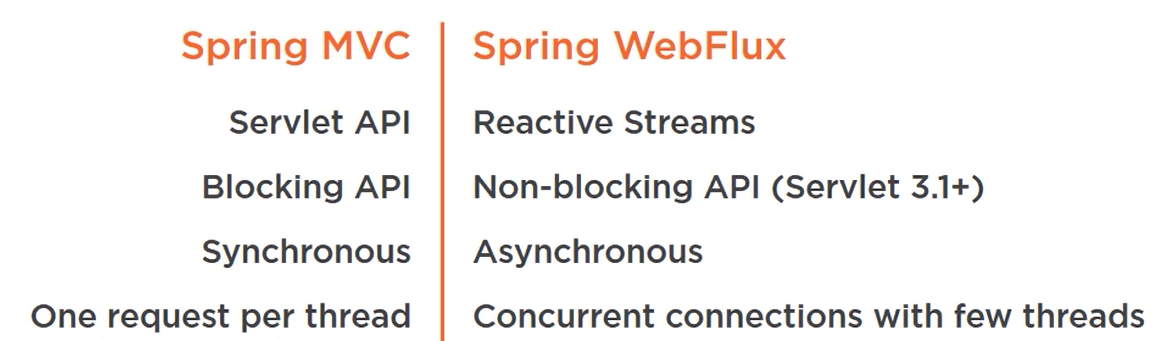 Spring MVC
Spring WebFlux
Servlet API
Reactive Streams
Blocking API
Non-blocking API (Servlet 3.1+)
Synchronous
Asynchronous
One request per thread
Concurrent connections with few threads